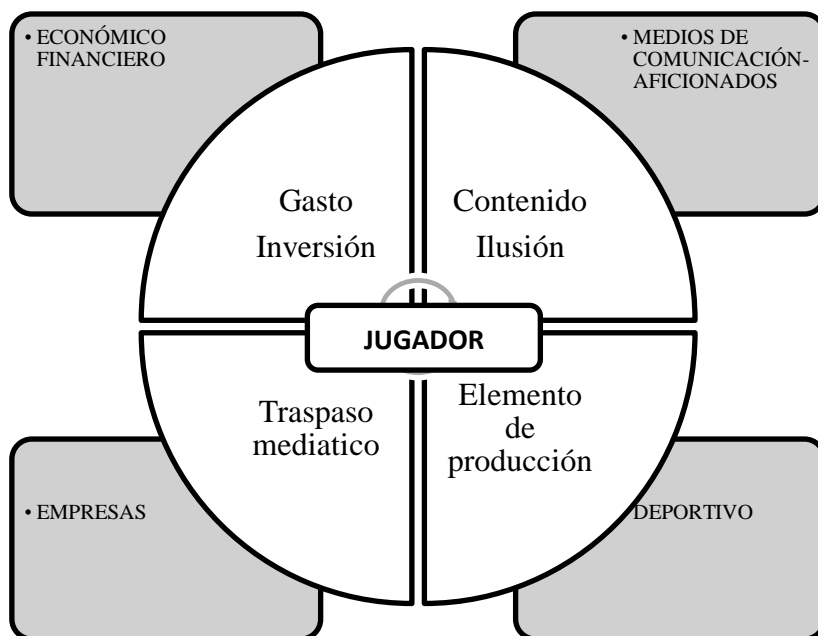 • ECONÓMICO
FINANCIERO
• MEDIOS DE
COMUNICACIÓN-
AFICIONADOS
Gasto
Inversión
Contenido
Ilusión
JUGADOR
Traspaso
mediatico
Elemento
de
producción
• EMPRESAS
DEPORTIVO